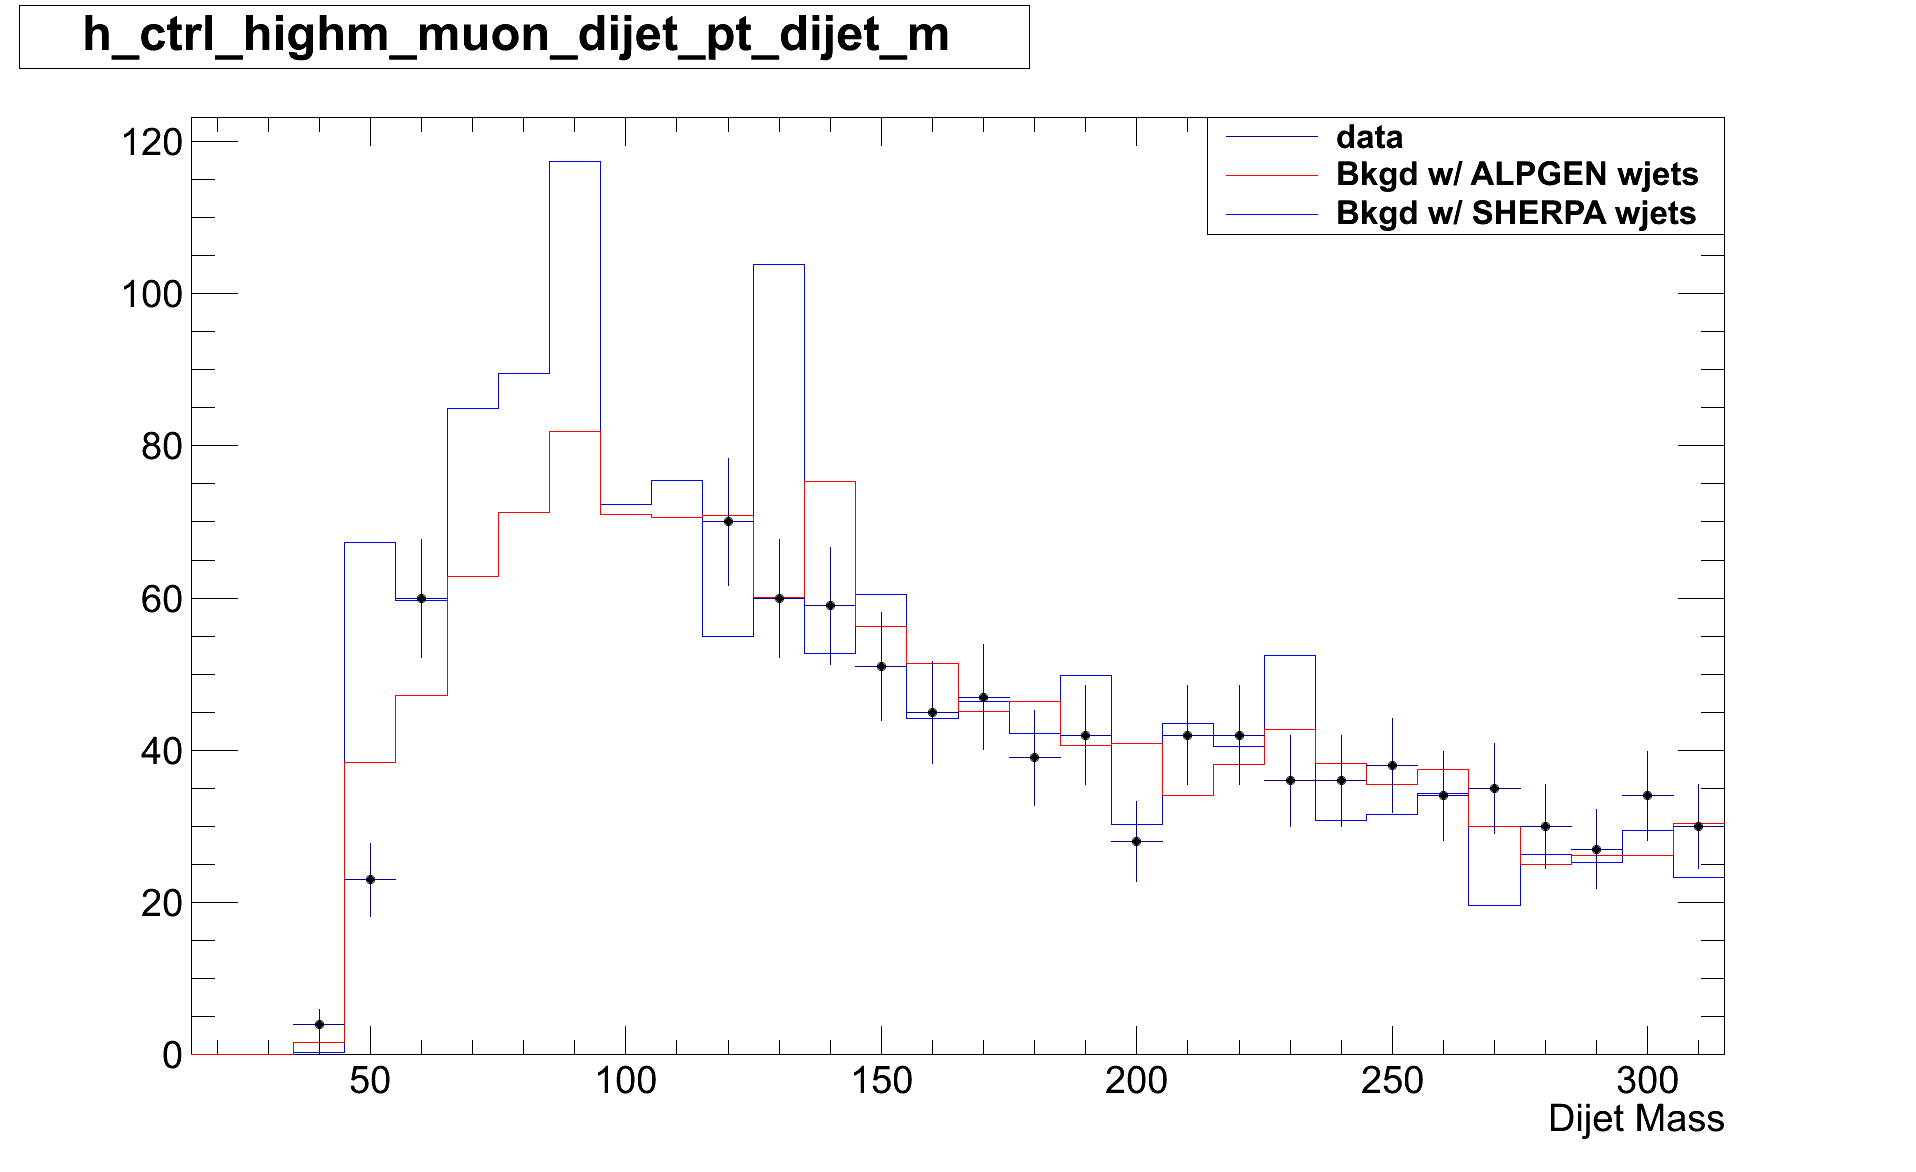 h_ctrl_highm_muon_dijet_pt_dijet_m
data
Bkgd w/ ALPGEN wjets
Bkgd w/ SHERPA wjets
120
100
80
60
40
20
0
50 100 150 200 250 300
Dijet Mass